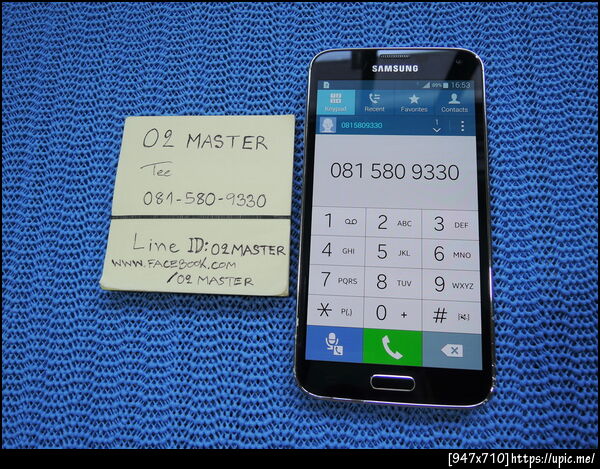 O2 MASTER
Tee
081-580-9330
Line ID: O2MASTER
WWW.FACEBOOK.COM
/O2 MASTER
SAMSUNG
16:53
Keypad Recent Favorites Contacts
0815809330 1
081 580 9330
1 2 ABC 3 DEF
4 GHI 5 JKL 6 MNO
7 PQRS 8 TUV 9 WXYZ
* P(,) 0 + #
[947x710]https://upic.me/